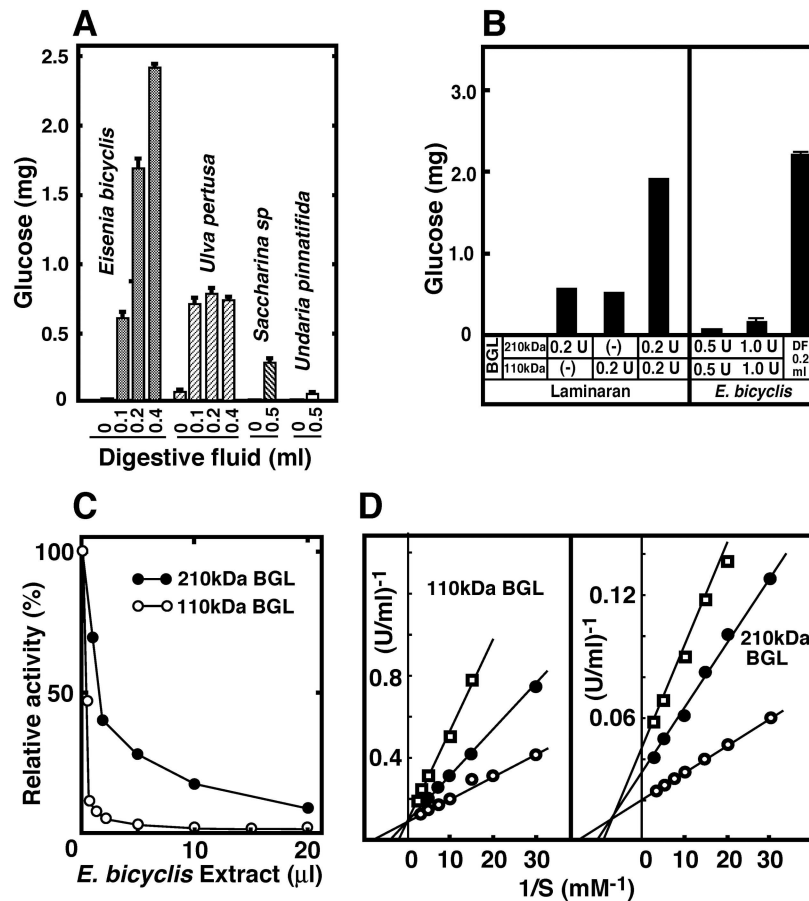 A
2.5
2.0
1.5
1.0
0.5
0
Glucose (mg)
Eisenia bicyclis
Ulva pertusa
Saccharina sp
Undaria pinnatifida
0 0.1 0.2 0.4 0 0.1 0.2 0.4 0 0.5 0 0.5
Digestive fluid (ml)
B
3.0
2.0
1.0
0
Glucose (mg)
BGL
210kDa 0.2 U (-) 0.2 U 0.5 U 1.0 U DF 0.2 ml
110kDa (-) 0.2 U 0.2 U 0.5 U 1.0 U
Laminaran E. bicyclis
C
100
50
0 10 20
Relative activity (%)
210kDa BGL
110kDa BGL
E. bicyclis Extract (μl)
D
110kDa BGL
(U/ml)-1
0.8
0.4
0 10 20 30
210kDa BGL
(U/ml)-1
0.12
0.06
0 10 20 30
1/S (mM-1)